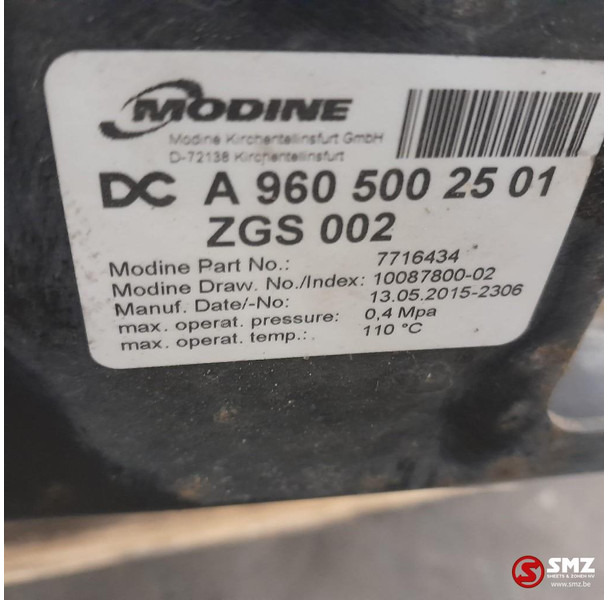 MODINE
Modine Kirchentellinsfurt GmbH
D-72138 Kirchentellinsfurt
DC A 960 500 25 01
ZGS 002
Modine Part No.: 7716434
Modine Draw. No./Index: 10087800-02
Manuf. Date/-No: 13.05.2015-2306
max. operat. pressure: 0,4 Mpa
max. operat. temp.: 110 °C
SMZ
SMEETS & ZONEN NV
www.smz.be